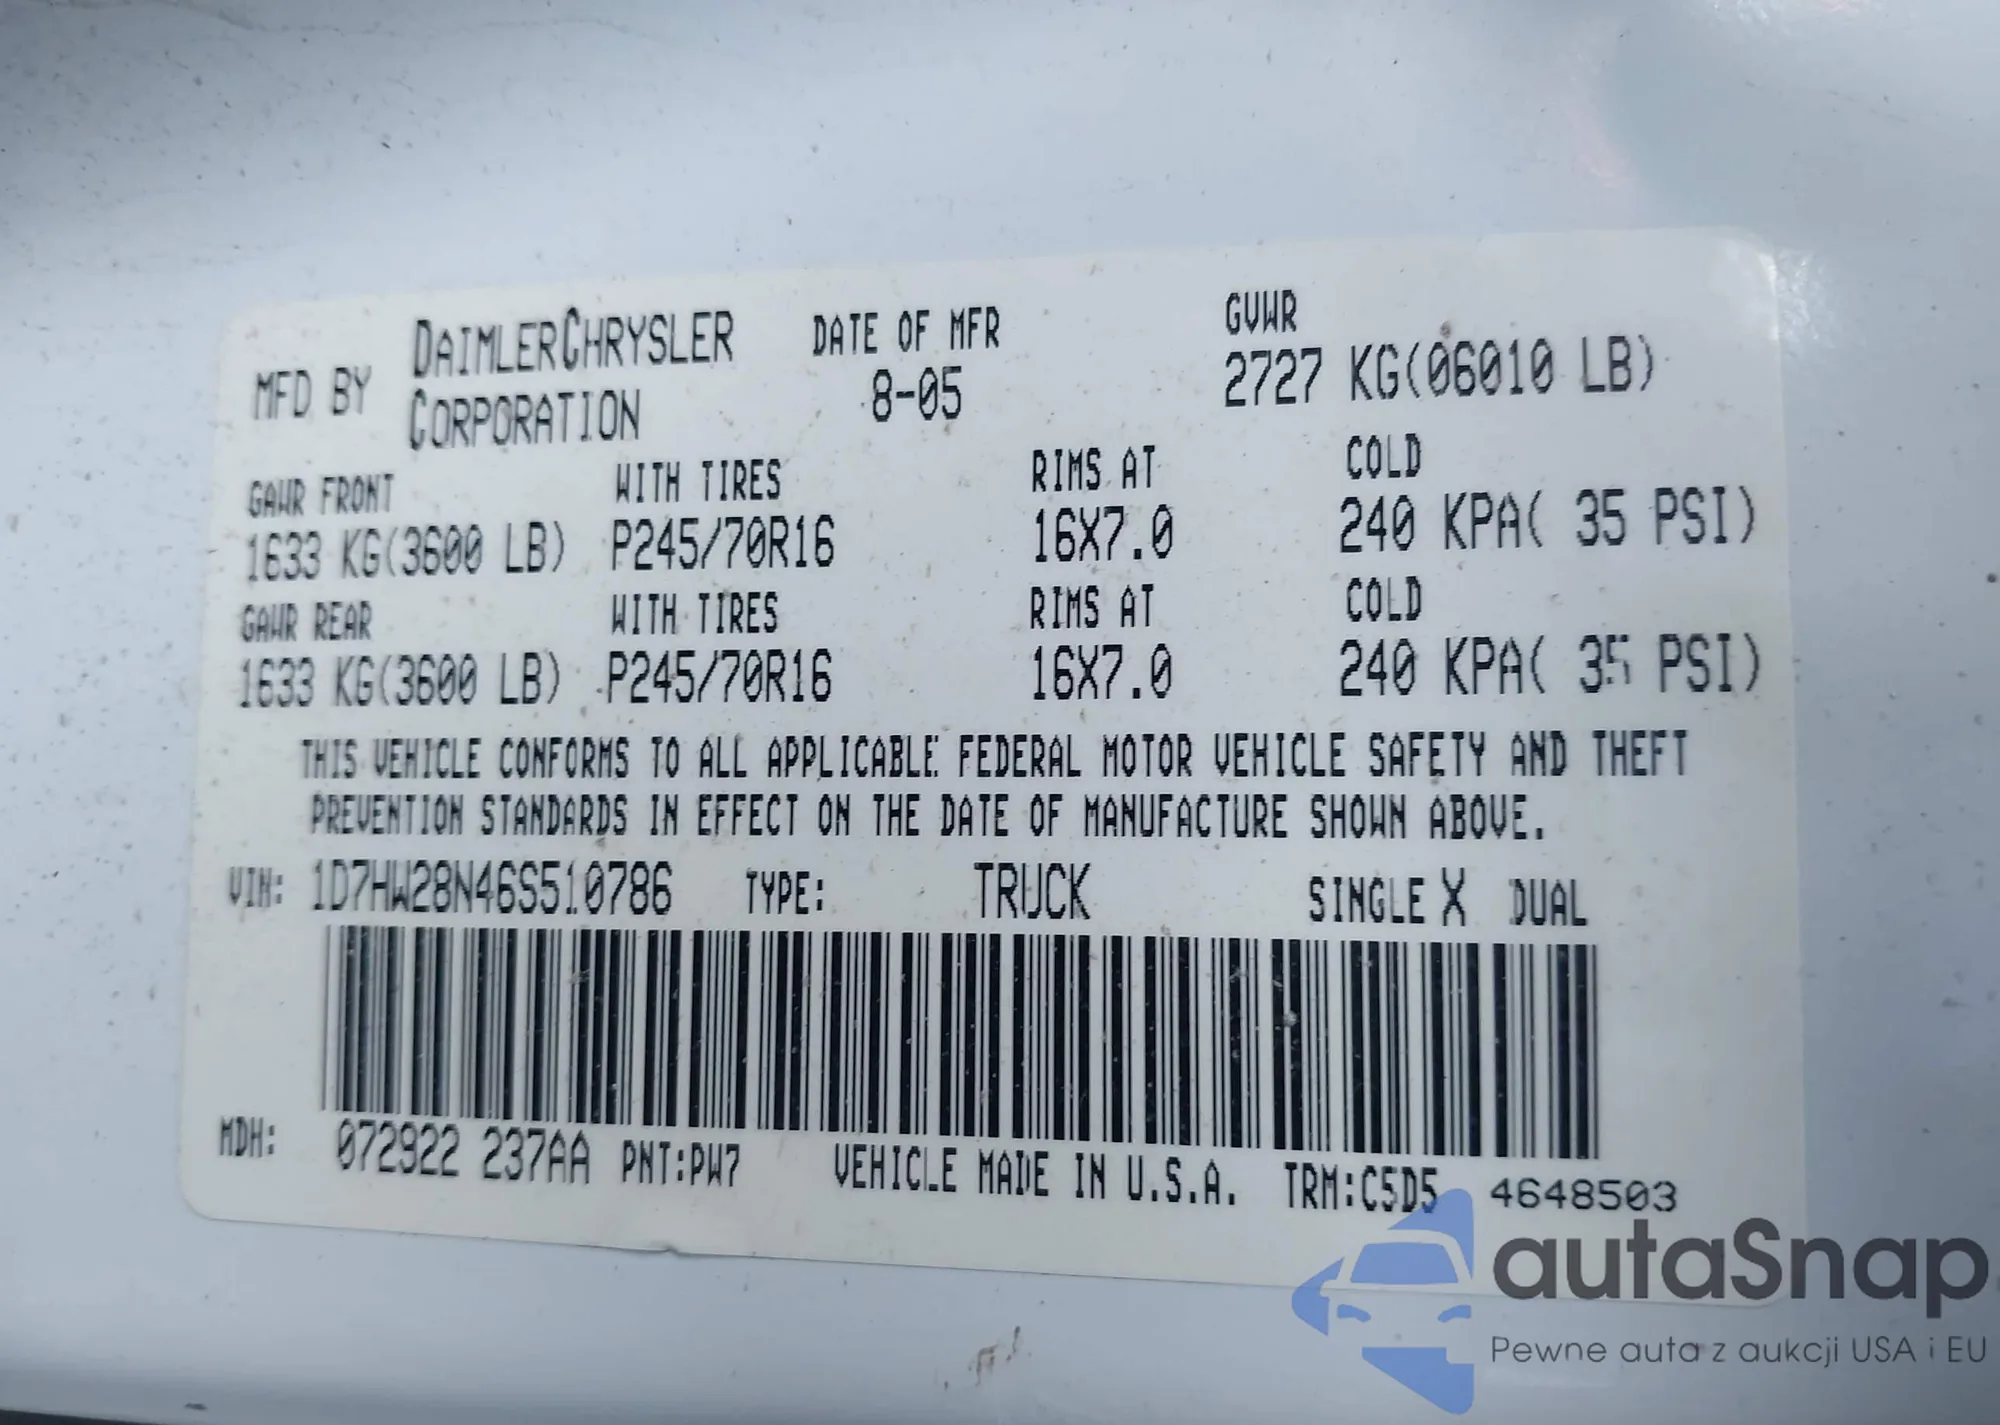 MFD BY DAIMLERCHRYSLER CORPORATION DATE OF MFR 8-05 GVWR 2727 KG(06010 LB)
GAWR FRONT WITH TIRES RIMS AT COLD
1633 KG(3600 LB) P245/70R16 16X7.0 240 KPA( 35 PSI)
GAWR REAR WITH TIRES RIMS AT COLD
1633 KG(3600 LB) P245/70R16 16X7.0 240 KPA( 35 PSI)
THIS VEHICLE CONFORMS TO ALL APPLICABLE FEDERAL MOTOR VEHICLE SAFETY AND THEFT
PREVENTION STANDARDS IN EFFECT ON THE DATE OF MANUFACTURE SHOWN ABOVE.
VIN: 1D7HW28N46S510786 TYPE: TRUCK SINGLE X DUAL
MDH: 072922 237AA PNT:PW7 VEHICLE MADE IN U.S.A. TRM:C5D5 4648503
autaSnap
Pewne auta z aukcji USA i EU